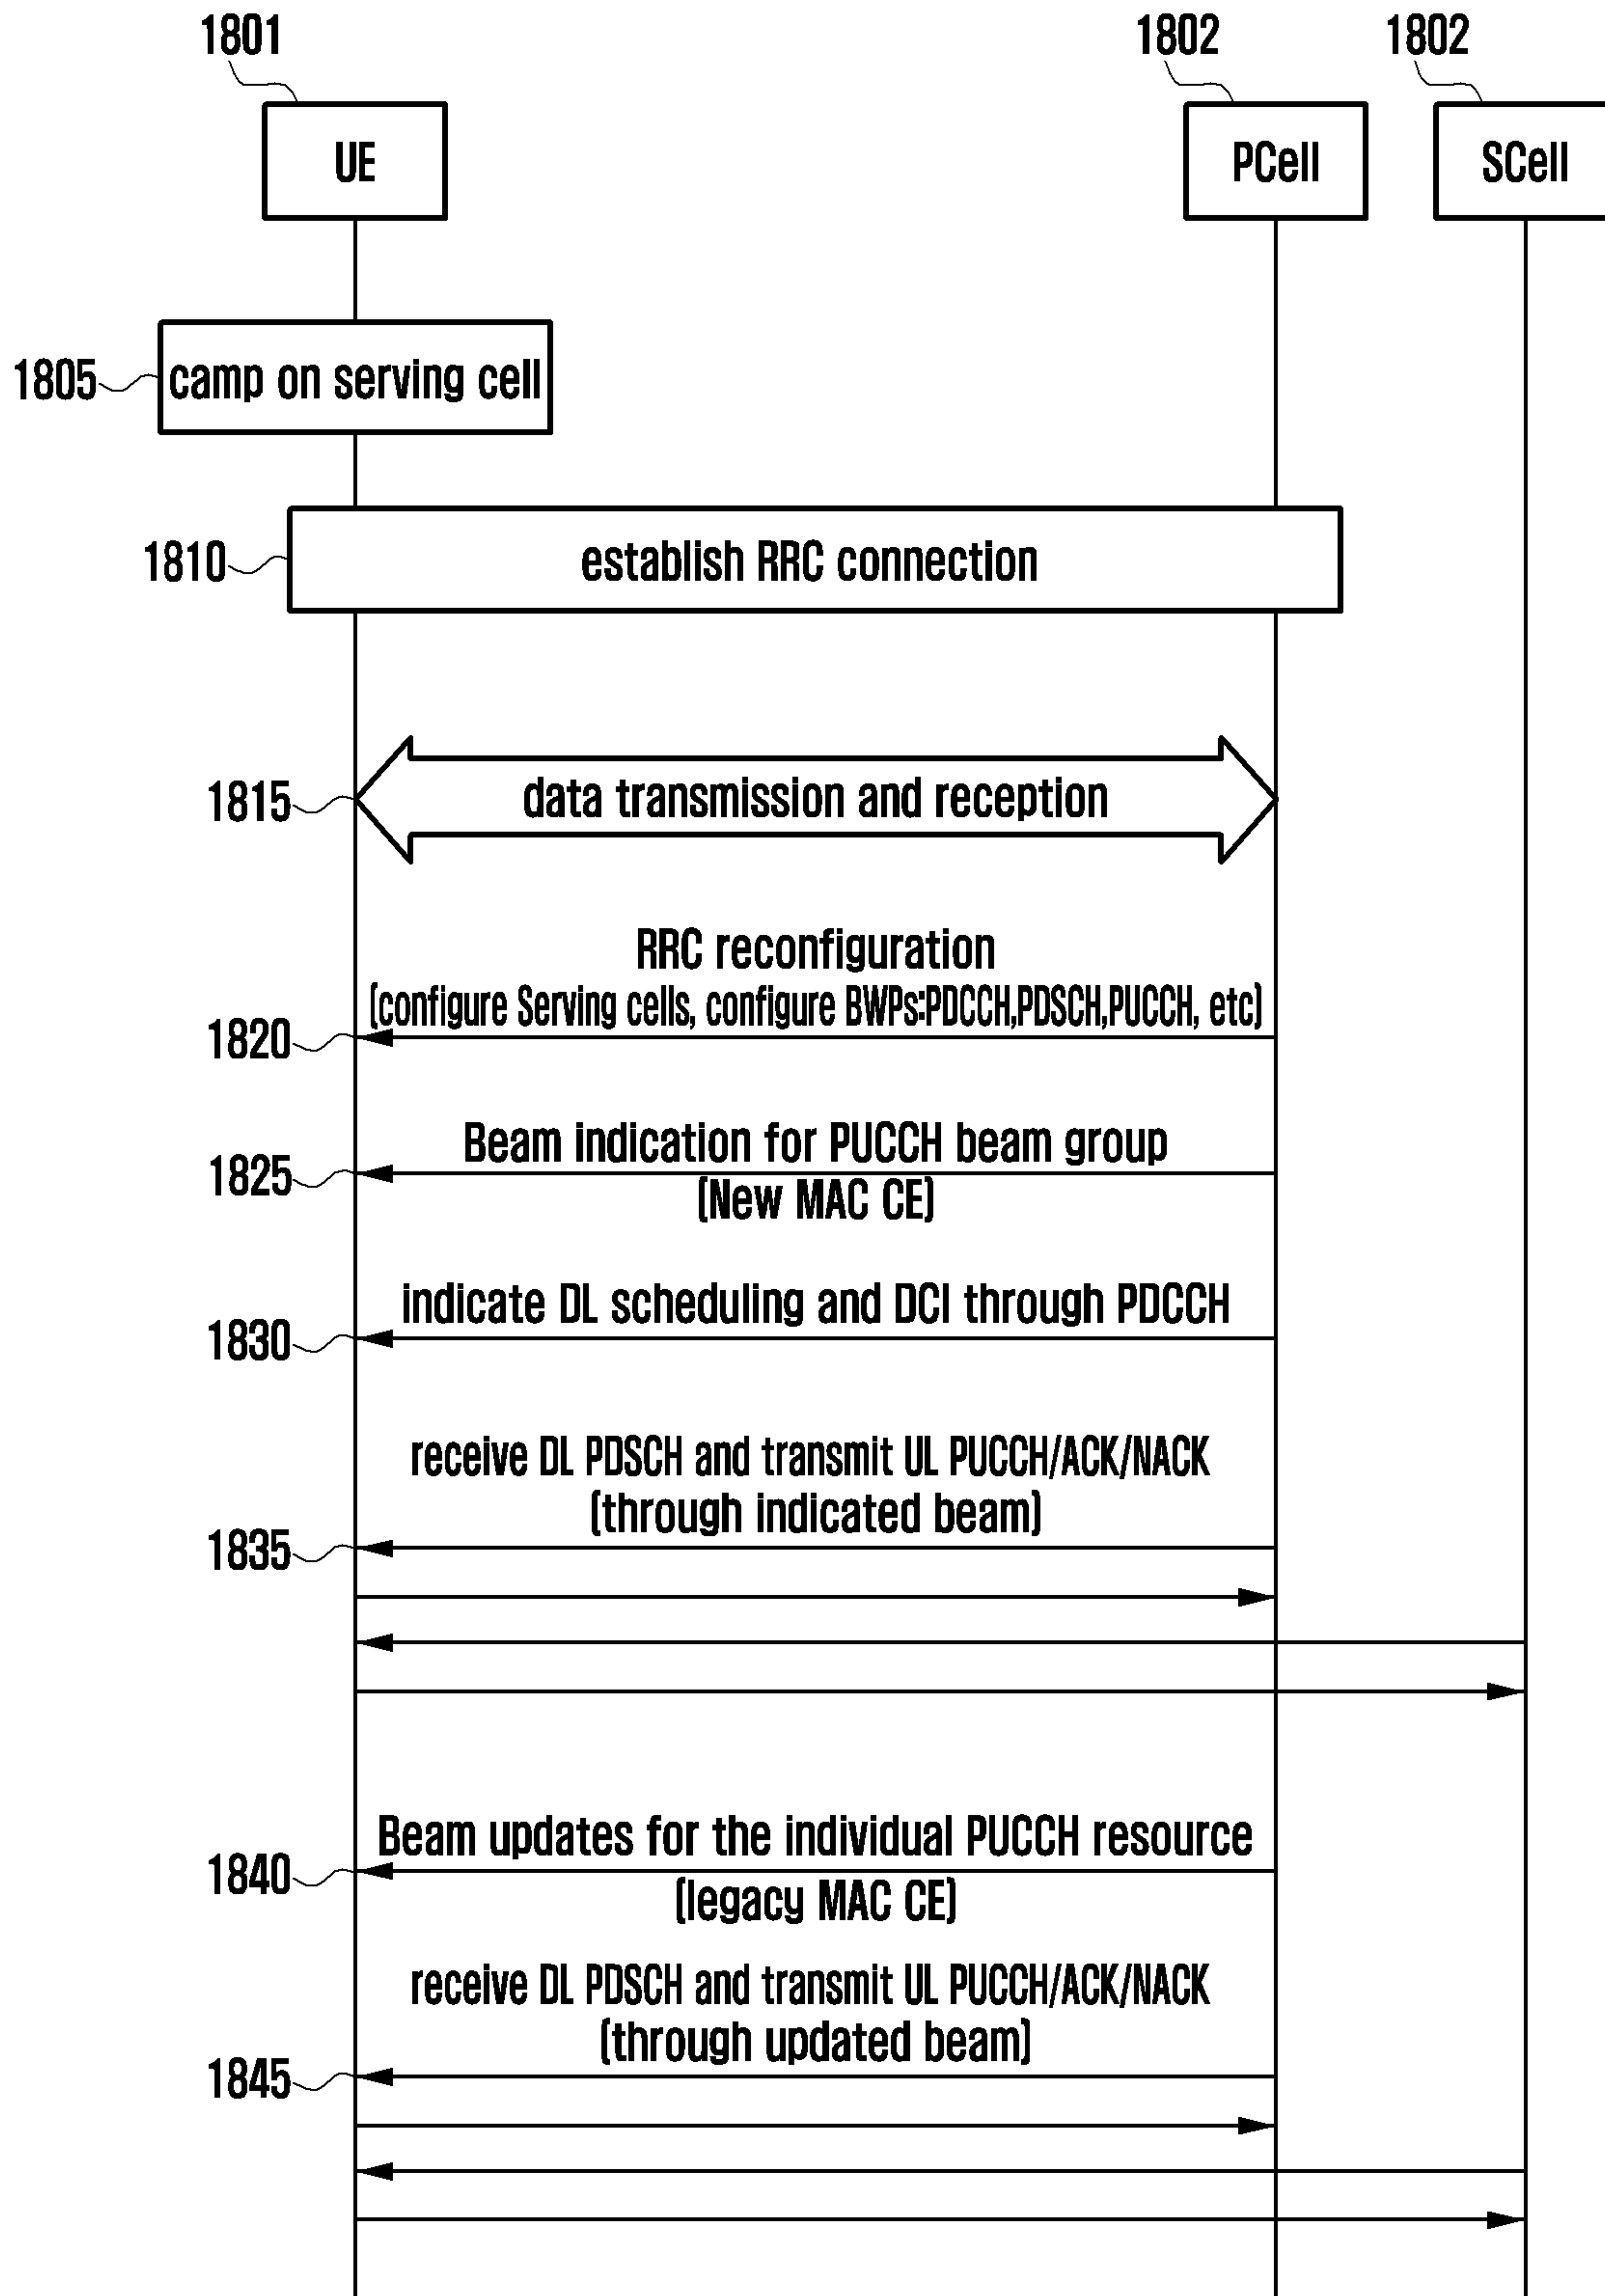 1801
1802
1802
UE
PCell
SCell
1805
camp on serving cell
1810
establish RRC connection
1815
data transmission and reception
RRC reconfiguration
(configure Serving cells, configure BWPs:PDCCH,PDSCH,PUCCH, etc)
1820
Beam indication for PUCCH beam group
1825
(New MAC CE)
indicate DL scheduling and DCI through PDCCH
1830
receive DL PDSCH and transmit UL PUCCH/ACK/NACK
(through indicated beam)
1835
Beam updates for the individual PUCCH resource
1840
(legacy MAC CE)
receive DL PDSCH and transmit UL PUCCH/ACK/NACK
(through updated beam)
1845